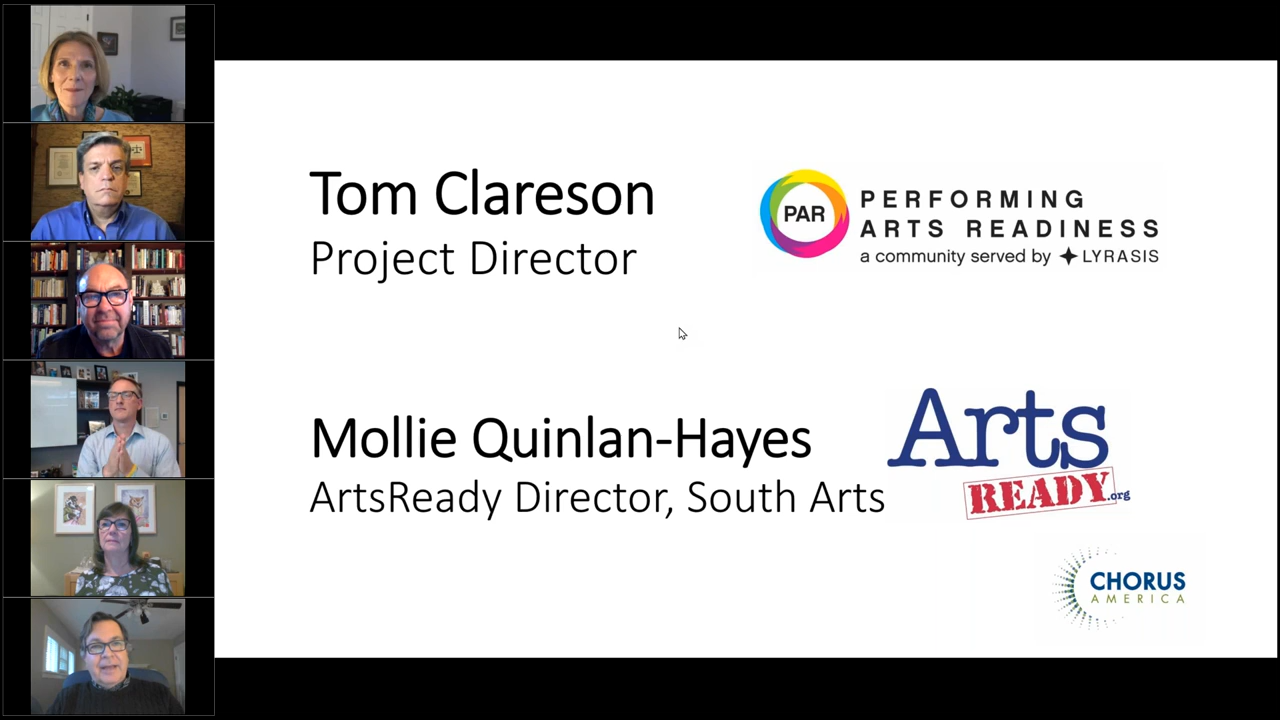 Tom Clareson
Project Director
PAR
PERFORMING
ARTS READINESS
a community served by LYRASIS
Mollie Quinlan-Hayes
ArtsReady Director, South Arts
Arts
READY.org
CHORUS
AMERICA